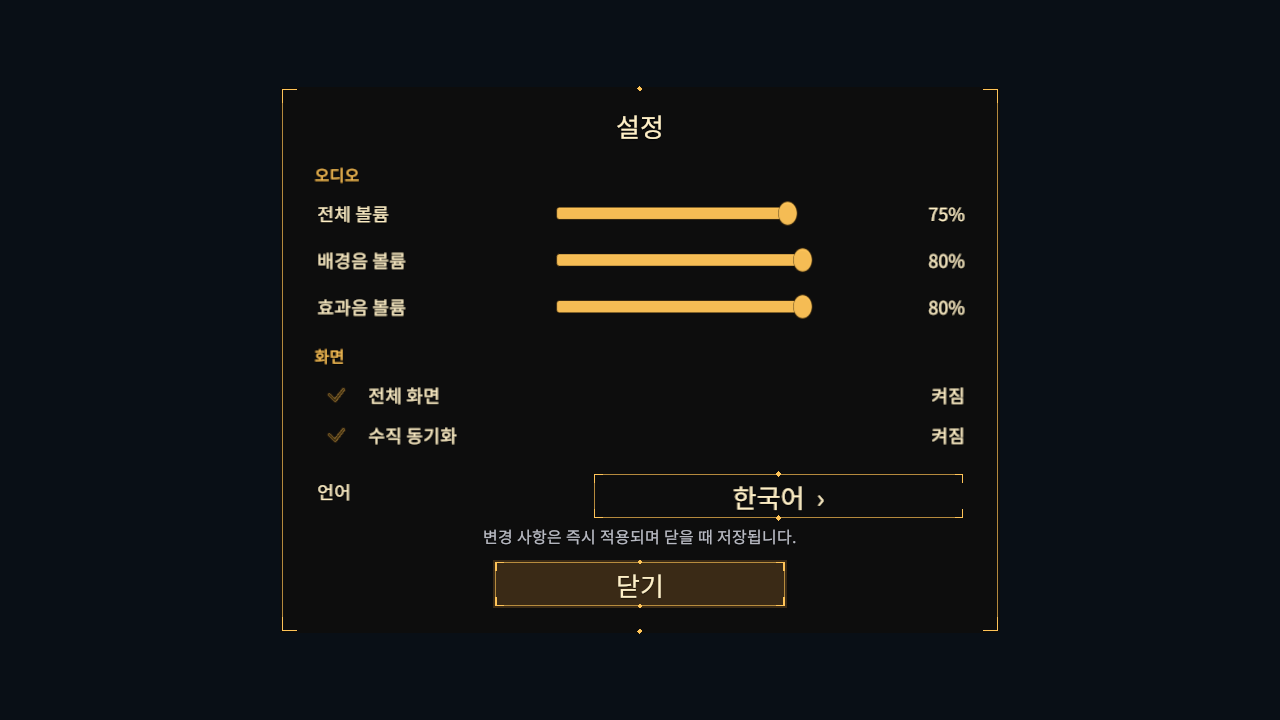 설정
오디오
전체 볼륨 75%
배경음 볼륨 80%
효과음 볼륨 80%
화면
전체 화면 켜짐
수직 동기화 켜짐
언어 한국어 ›
변경 사항은 즉시 적용되며 닫을 때 저장됩니다.
닫기